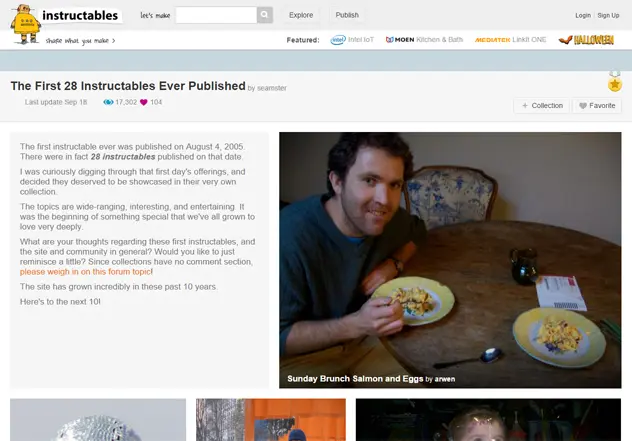 instructables
let's make
Explore
Publish
Login | Sign Up
share what you make >
Featured: intel Intel IoT MOEN Kitchen & Bath MEDIATEK LinkIt ONE HALLOWEEN
The First 28 Instructables Ever Published by seamster
Last update Sep 18 17,302 104
+ Collection
Favorite
The first instructable ever was published on August 4, 2005.
There were in fact 28 instructables published on that date.
I was curiously digging through that first day's offerings, and
decided they deserved to be showcased in their very own
collection.
The topics are wide-ranging, interesting, and entertaining. It
was the beginning of something special that we've all grown to
love very deeply.
What are your thoughts regarding these first instructables, and
the site and community in general? Would you like to just
reminisce a little? Since collections have no comment section,
please weigh in on this forum topic!
The site has grown incredibly in these past 10 years.
Here's to the next 10!
Sunday Brunch Salmon and Eggs by arwen